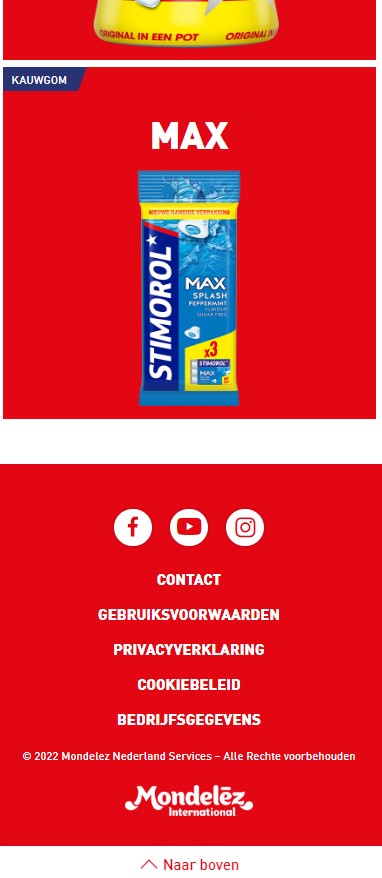 ORIGINAL IN EEN POT ORIGINAL IN
KAUWGOM
MAX
NIEUWE HANDIGE VERPAKKING
STIMOROL
MAX
SPLASH
PEPPERMINT
FLAVOUR
SUGAR FREE
x3
STIMOROL
MAX
CONTACT
GEBRUIKSVOORWAARDEN
PRIVACYVERKLARING
COOKIEBELEID
BEDRIJFSGEGEVENS
© 2022 Mondelez Nederland Services – Alle Rechte voorbehouden
Mondelēz
International
Naar boven